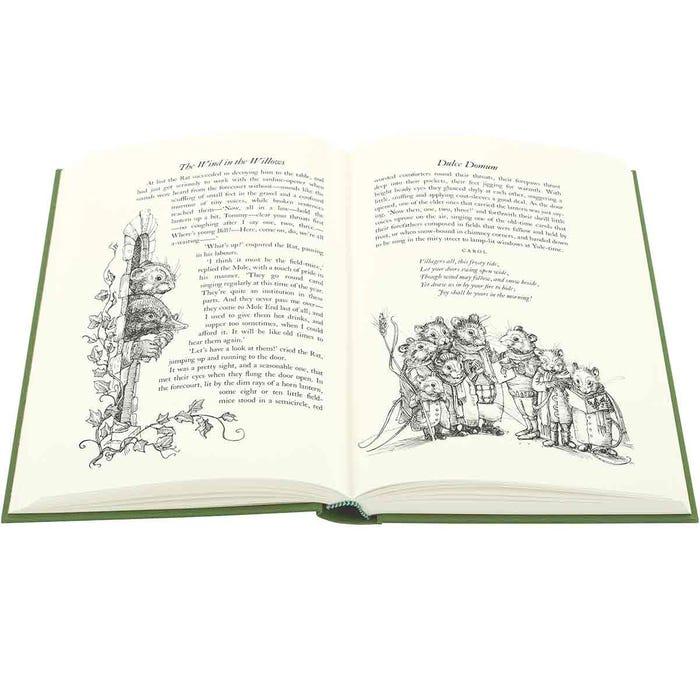 The Wind in the Willows
At last the Rat succeeded in decoying him to the table, and
had just got seriously to work with the sardine-opener when
sounds were heard from the forecourt without—sounds like the
scuffling of small feet in the gravel and a confused
murmur of tiny voices, while broken sentences
reached them—'Now, all in a line—hold the
lantern up a bit, Tommy—clear your throats first
—no coughing after I say one, two, three.—
Where's young Bill?—Here, come on, do, we're all
a-waiting—'
'What's up?' enquired the Rat, pausing
in his labours.
'I think it must be the field-mice,'
replied the Mole, with a touch of pride in
his manner. 'They go round carol
singing regularly at this time of the year.
They're quite an institution in these
parts. And they never pass me over—
they come to Mole End last of all; and
I used to give them hot drinks, and
supper too sometimes, when I could
afford it. It will be like old times to
hear them again.'
'Let's have a look at them!' cried the Rat,
jumping up and running to the door.
It was a pretty sight, and a seasonable one, that
met their eyes when they flung the door open. In
the forecourt, lit by the dim rays of a horn lantern,
some eight or ten little field-
mice stood in a semicircle, red
Dulce Domum
worsted comforters round their throats, their forepaws thrust
deep into their pockets, their feet jigging for warmth. With
bright beady eyes they glanced shyly at each other, sniggering a
little, sniffing and applying coat-sleeves a good deal. As the door
opened, one of the elder ones that carried the lantern was just say-
ing, 'Now then, one, two, three!' and forthwith their shrill little
voices uprose on the air, singing one of the old-time carols that
their forefathers composed in fields that were fallow and held by
frost, or when snow-bound in chimney corners, and handed down
to be sung in the miry street to lamp-lit windows at Yule-time.
CAROL
Villagers all, this frosty tide,
Let your doors swing open wide,
Though wind may follow, and snow beside,
Yet draw us in by your fire to bide;
Joy shall be yours in the morning!